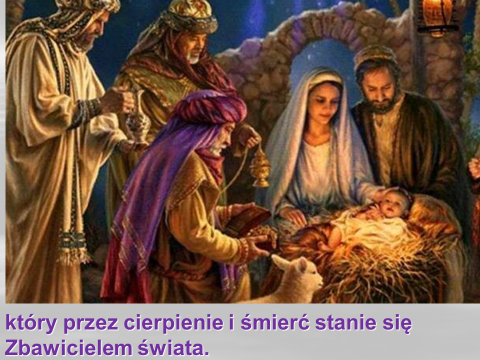 który przez cierpienie i śmierć stanie się
Zbawicielem świata.